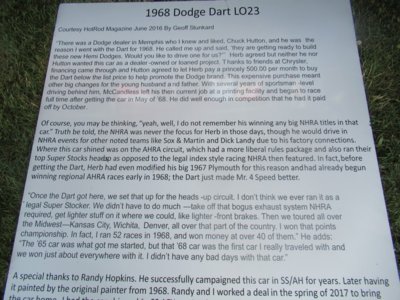 1968 Dodge Dart LO23
Courtesy HotRod Magazine June 2016 By Geoff Stunkard
"There was a Dodge dealer in Memphis who I knew and liked, Chuck Hutton, and he was the
reason I went with the Dart for 1968. He called me up and said, they are getting ready to build
these new Hemi Dodges. Would you like to drive one for us?" Herb agreed but neither he nor
Hutton wanted this car as a dealer-owned or loaned project. Thanks to friends at Chrysler,
financing came through and Hutton agreed to let Herb pay a princely 500.00 per month to buy
the Dart below the list price to help promote the Dodge brand. This expensive purchase meant
other big changes for the young husband and father. With several years of sportsman -level
driving behind him, McCandless left his then current job at a printing facility and began to race
full time after getting the car in May of '68. He did well enough in competition that he had it paid
off by October.
Of course, you may be thinking, "yeah, well, I do not remember his winning any big NHRA titles in that
car." Truth be told, the NHRA was never the focus for Herb in those days, though he would drive in
NHRA events for other noted teams like Sox & Martin and Dick Landy due to his factory connections.
Where this car shined was on the AHRA circuit, which had a more liberal rules package and also ran their
top Super Stocks headsup as opposed to the legal index style racing NHRA then featured. In fact, before
getting the Dart, Herb had even modified his big 1967 Plymouth for this reason andhad already begun
winning regional AHRA races early in 1968; the Dart just made Mr. 4 Speed better.
"Once the Dart got here, we set that up for the heads -up circuit. I don't think we ever ran it as a
legal Super Stocker. We didn't have to do much —take off that bogus exhaust system NHRA
required, get lighter stuff on it where we could, like lighter -front brakes. Then we toured all over
the Midwest—Kansas City, Wichita, Denver, all over that part of the country. I won that points
championship. In fact, I ran 52 races in 1968, and won money at over 40 of them." He adds:
"The '65 car was what got me started, but that '68 car was the first car I really traveled with and
we won just about everywhere with it. I didn't have any bad days with that car."
A special thanks to Randy Hopkins. He successfully campaigned this car in SS/AH for years. Later having
it painted by the original painter from 1968. Randy and I worked a deal in the spring of 2017 to bring